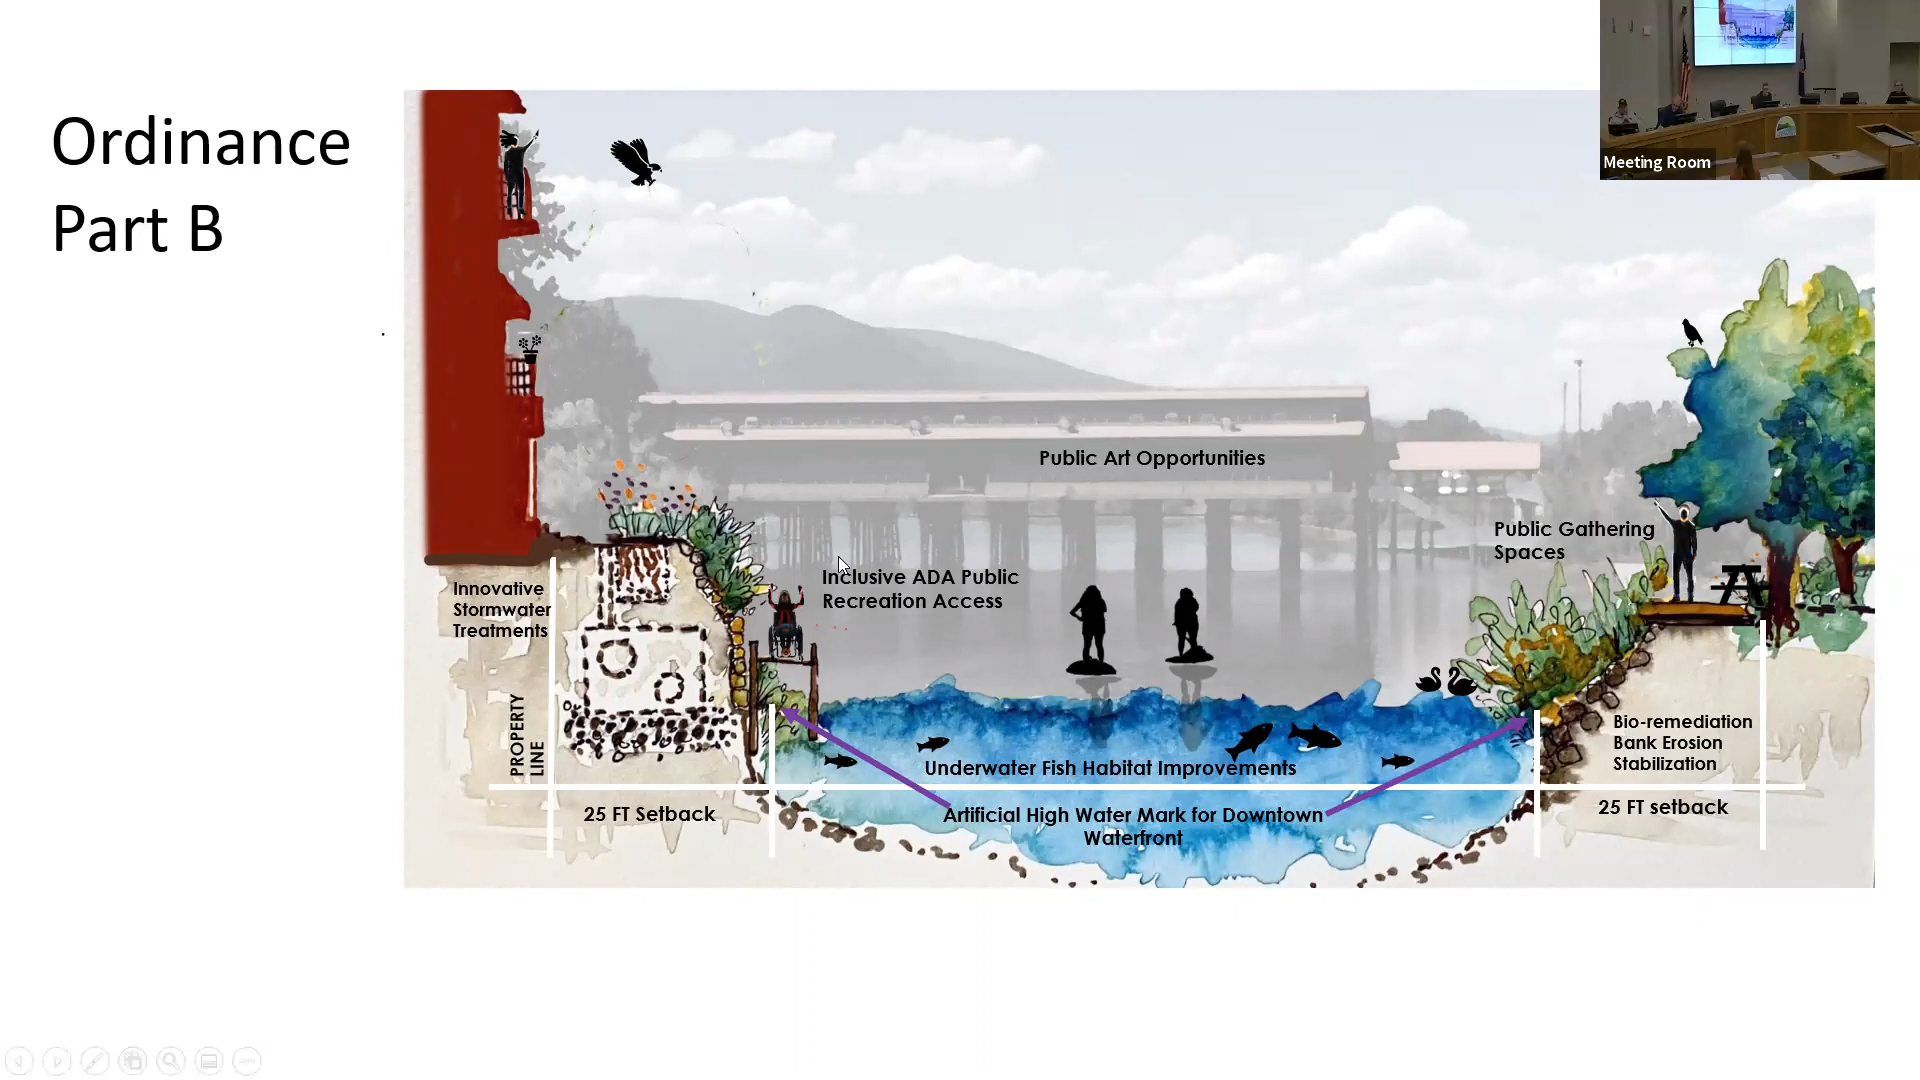 Ordinance
Part B
Meeting Room
Public Art Opportunities
Public Gathering
Spaces
Inclusive ADA Public
Recreation Access
Innovative
Stormwater
Treatments
PROPERTY
LINE
Bio-remediation
Bank Erosion
Stabilization
Underwater Fish Habitat Improvements
25 FT Setback
Artificial High Water Mark for Downtown
Waterfront
25 FT setback